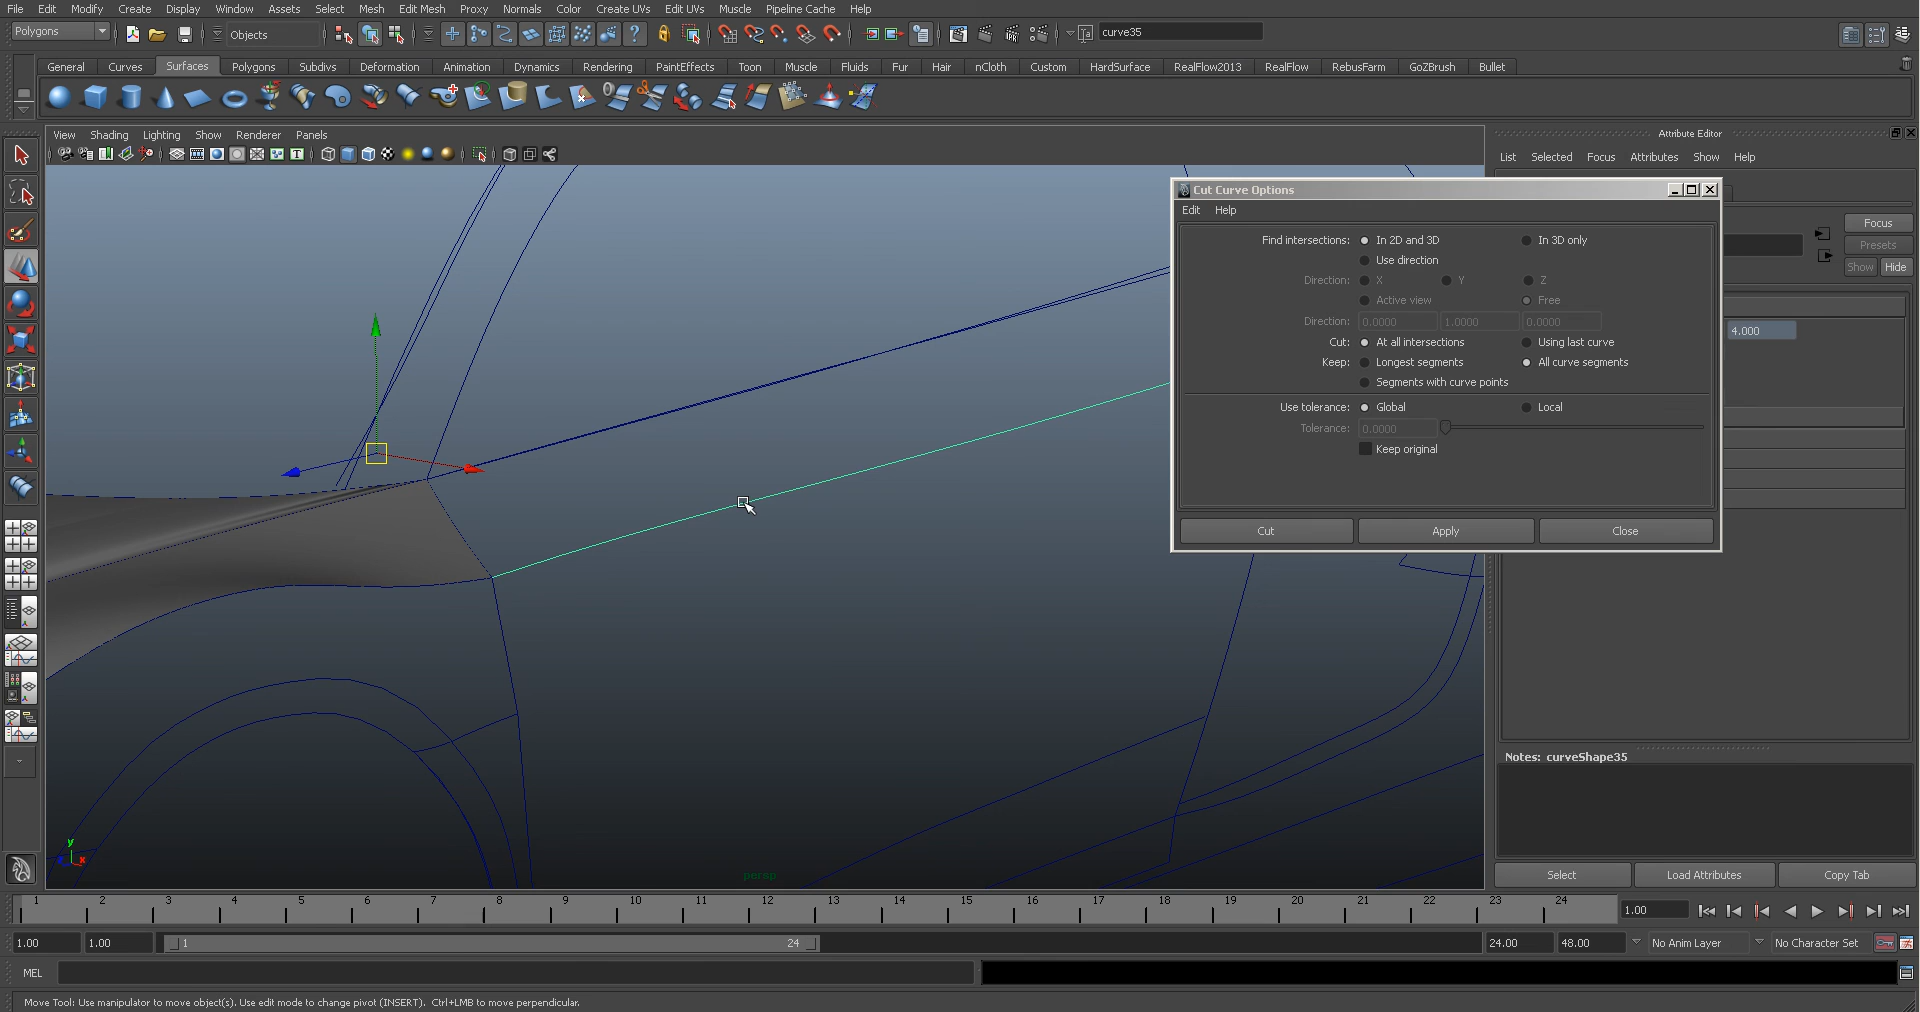 File Edit Modify Create Display Window Assets Select Mesh Edit Mesh Proxy Normals Color Create UVs Edit UVs Muscle Pipeline Cache Help
Polygons Objects curve35
General Curves Surfaces Polygons Subdivs Deformation Animation Dynamics Rendering PaintEffects Toon Muscle Fluids Fur Hair nCloth Custom HardSurface RealFlow2013 RealFlow RebusFarm GoZBrush Bullet
View Shading Lighting Show Renderer Panels
Attribute Editor
List Selected Focus Attributes Show Help
Focus
Presets
Show Hide
4.000
Cut Curve Options
Edit Help
Find intersections: In 2D and 3D In 3D only
Use direction
Direction: X Y Z
Active view Free
Direction: 0.0000 1.0000 0.0000
Cut: At all intersections Using last curve
Keep: Longest segments All curve segments
Segments with curve points
Use tolerance: Global Local
Tolerance: 0.0000
Keep original
Cut Apply Close
Notes: curveShape35
y
x
persp
Select Load Attributes Copy Tab
1 2 3 4 5 6 7 8 9 10 11 12 13 14 15 16 17 18 19 20 21 22 23 24 1.00
1.00 1.00 1 24 24.00 48.00 No Anim Layer No Character Set
MEL
Move Tool: Use manipulator to move object(s). Use edit mode to change pivot (INSERT). Ctrl+LMB to move perpendicular.